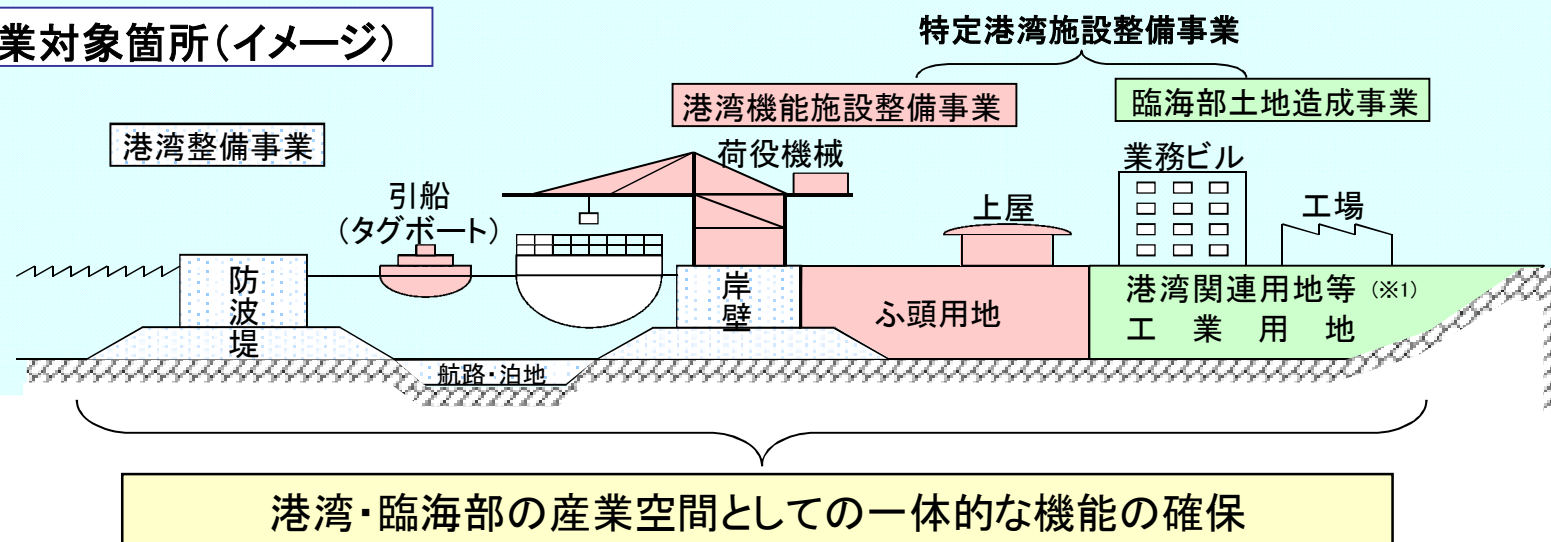 業対象箇所(イメージ)
特定港湾施設整備事業
港湾機能施設整備事業
臨海部土地造成事業
港湾整備事業
荷役機械
業務ビル
引船
(タグボート)
上屋
工場
防波堤
岸壁
ふ頭用地
港湾関連用地等(※1)
工業用地
航路・泊地
港湾・臨海部の産業空間としての一体的な機能の確保